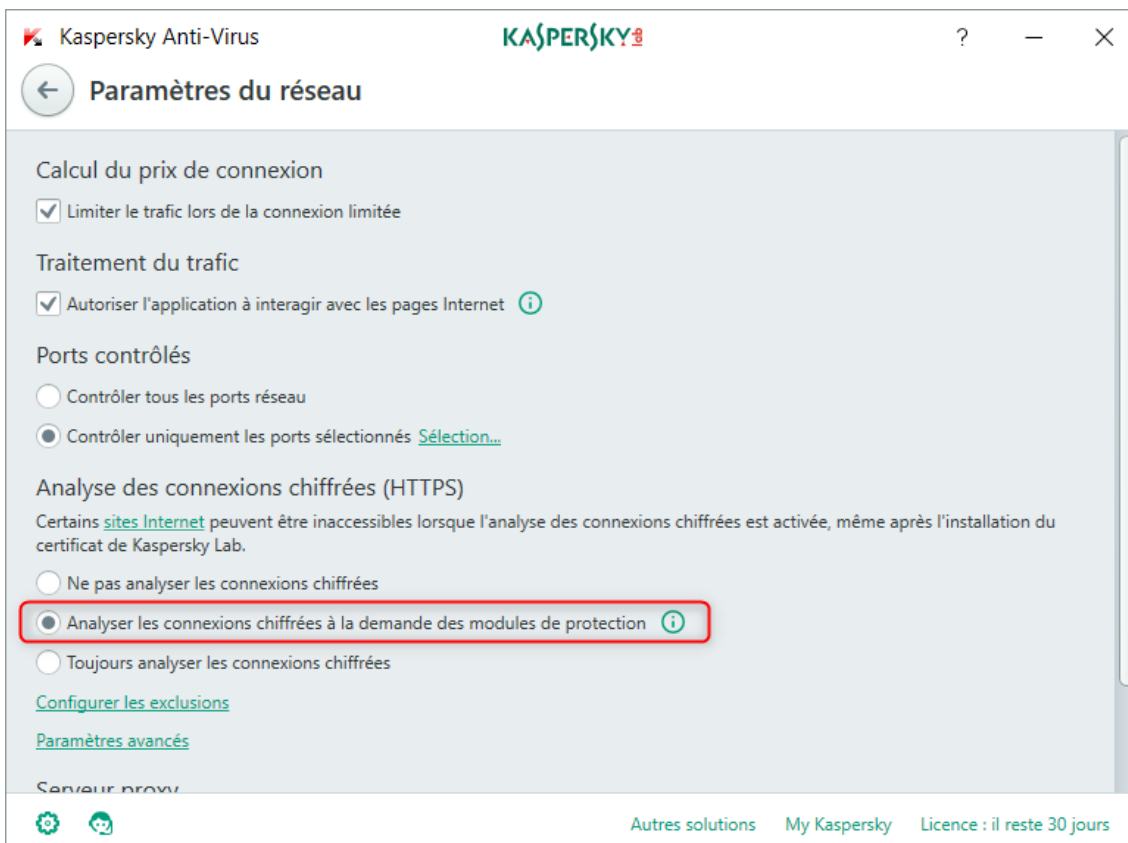 Kaspersky Anti-Virus
KASPERSKY lab
?
Paramètres du réseau
Calcul du prix de connexion
Limiter le trafic lors de la connexion limitée
Traitement du trafic
Autoriser l'application à interagir avec les pages Internet
Ports contrôlés
Contrôler tous les ports réseau
Contrôler uniquement les ports sélectionnés Sélection...
Analyse des connexions chiffrées (HTTPS)
Certains sites Internet peuvent être inaccessibles lorsque l'analyse des connexions chiffrées est activée, même après l'installation du
certificat de Kaspersky Lab.
Ne pas analyser les connexions chiffrées
Analyser les connexions chiffrées à la demande des modules de protection
Toujours analyser les connexions chiffrées
Configurer les exclusions
Paramètres avancés
Serveur proxy
Autres solutions My Kaspersky Licence : il reste 30 jours